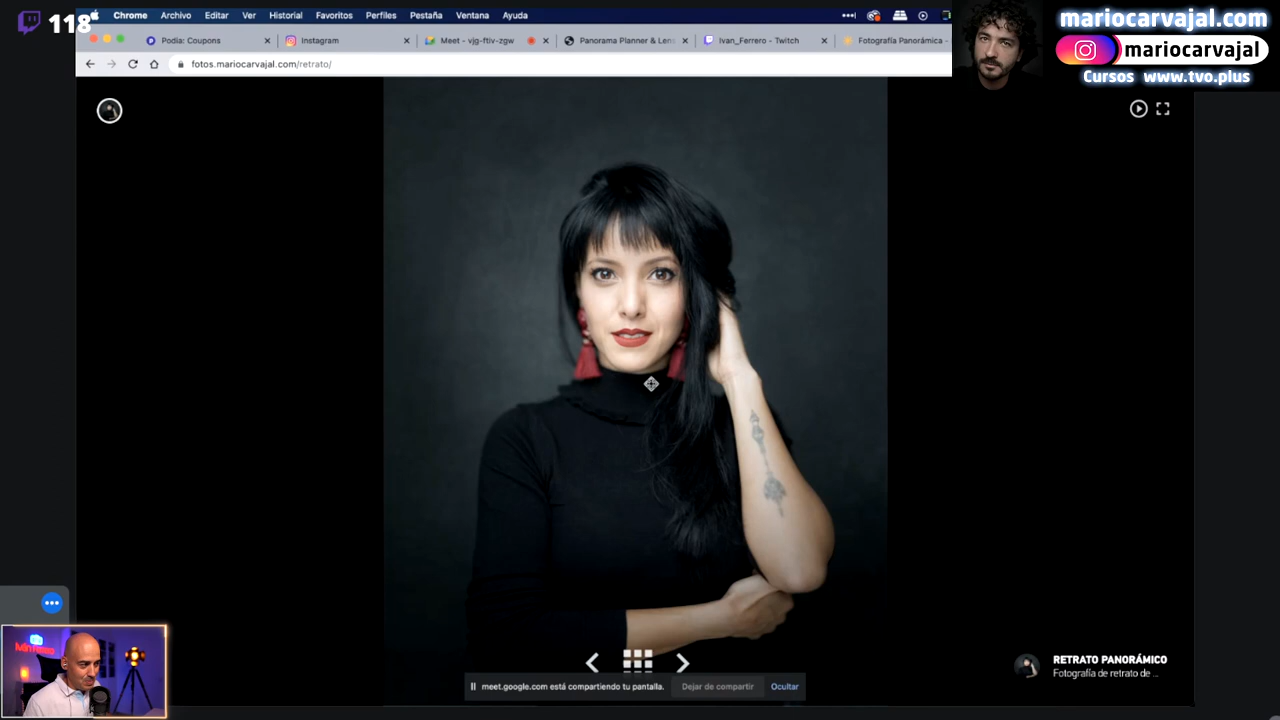 118
Chrome Archivo Editar Ver Historial Favoritos Perfiles Pestaña Ventana Ayuda
mariocarvajal.com
mariocarvajal
Cursos www.tvo.plus
Podia: Coupons
Instagram
Meet - vjg-ftiv-zgw
Panorama Planner & Len
Ivan_Ferrero - Twitch
Fotografía Panorámica -
fotos.mariocarvajal.com/retrato/
RETRATO PANORÁMICO
Fotografía de retrato de ...
meet.google.com está compartiendo tu pantalla. Dejar de compartir Ocultar